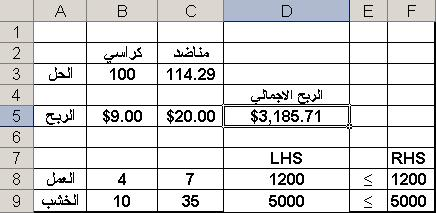 A B C D E F
1
2 كراسي مناضد
3 الحل 100 114.29
4 الربح الاجمالي
5 الربح $9.00 $20.00 $3,185.71
6
7 LHS RHS
8 العمل 4 7 1200 ≤ 1200
9 الخشب 10 35 5000 ≤ 5000